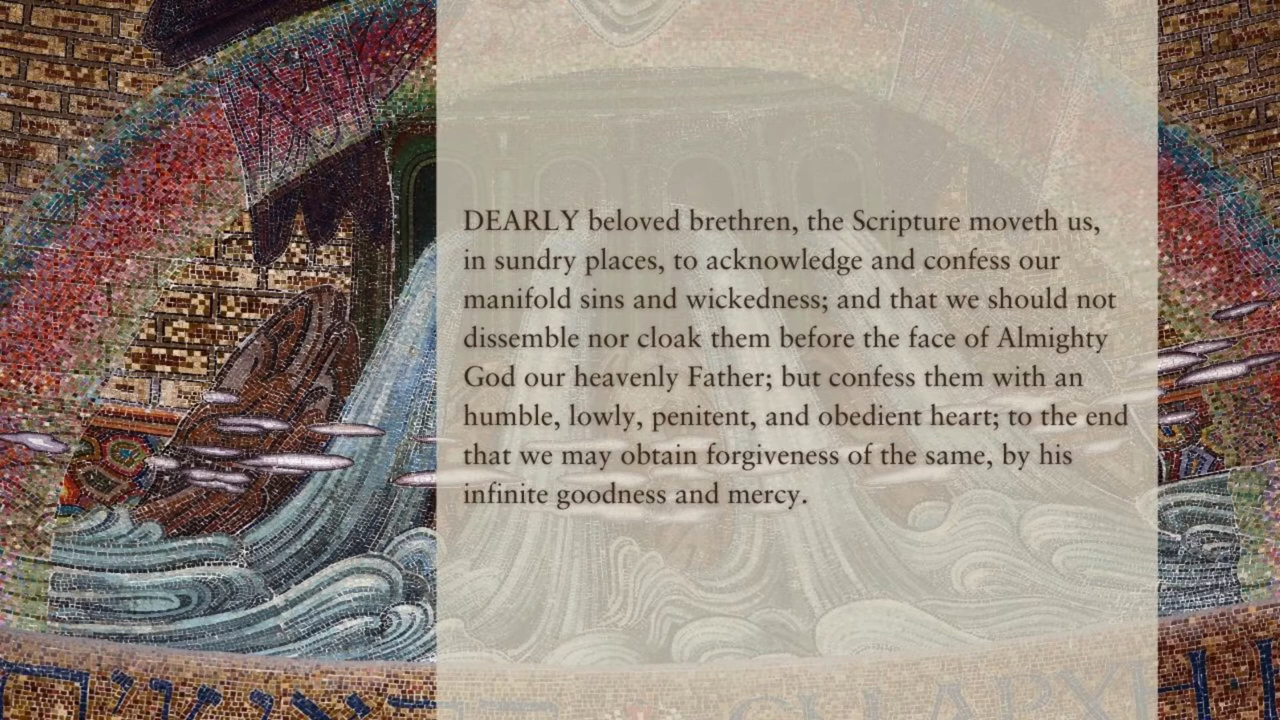 DEARLY beloved brethren, the Scripture moveth us,
in sundry places, to acknowledge and confess our
manifold sins and wickedness; and that we should not
dissemble nor cloak them before the face of Almighty
God our heavenly Father; but confess them with an
humble, lowly, penitent, and obedient heart; to the end
that we may obtain forgiveness of the same, by his
infinite goodness and mercy.